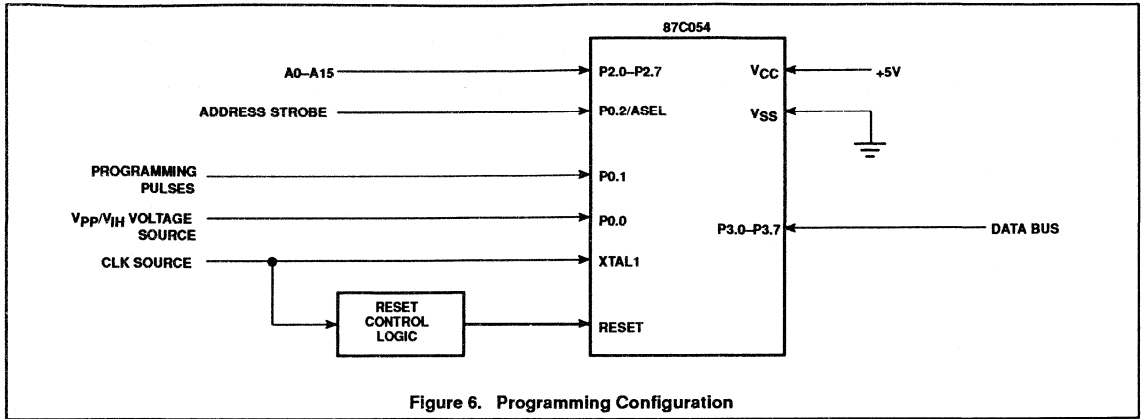 87C054
A0–A15
P2.0–P2.7
VCC
+5V
ADDRESS STROBE
P0.2/ASEL
VSS
PROGRAMMING
PULSES
P0.1
VPP/VIH VOLTAGE
SOURCE
P0.0
P3.0–P3.7
DATA BUS
CLK SOURCE
XTAL1
RESET
CONTROL
LOGIC
RESET
Figure 6. Programming Configuration